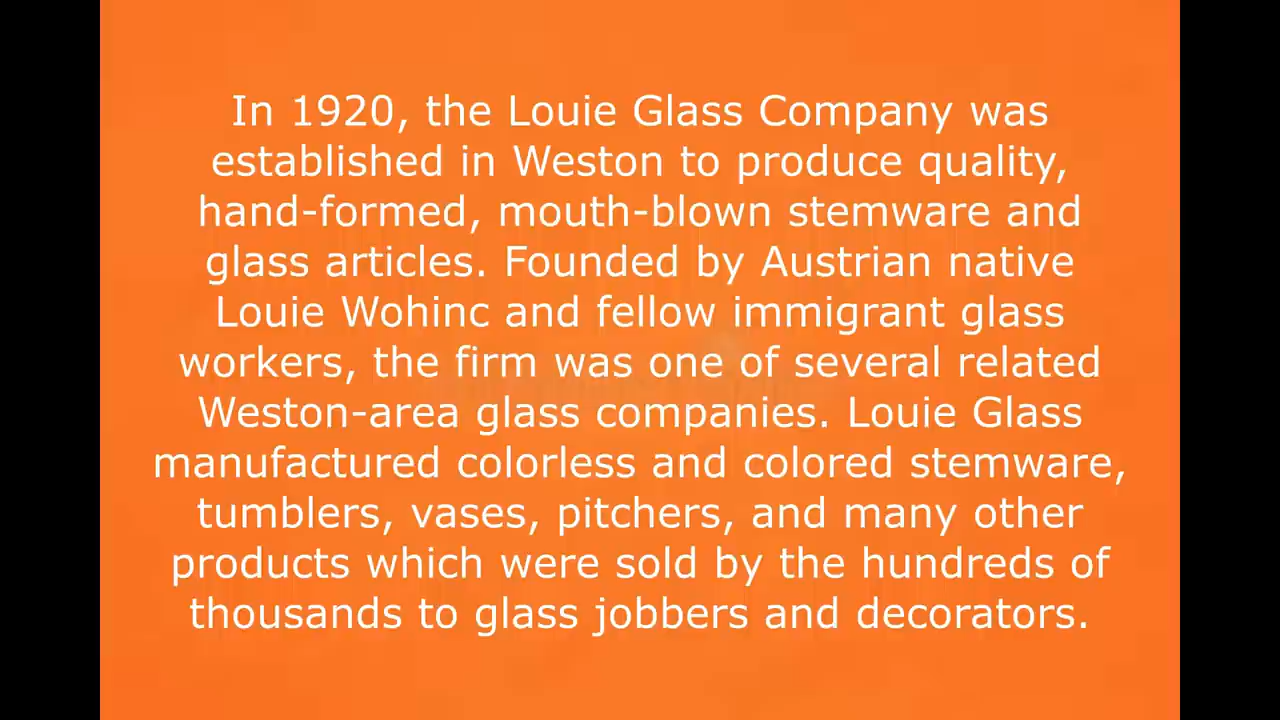 In 1920, the Louie Glass Company was
established in Weston to produce quality,
hand-formed, mouth-blown stemware and
glass articles. Founded by Austrian native
Louie Wohinc and fellow immigrant glass
workers, the firm was one of several related
Weston-area glass companies. Louie Glass
manufactured colorless and colored stemware,
tumblers, vases, pitchers, and many other
products which were sold by the hundreds of
thousands to glass jobbers and decorators.